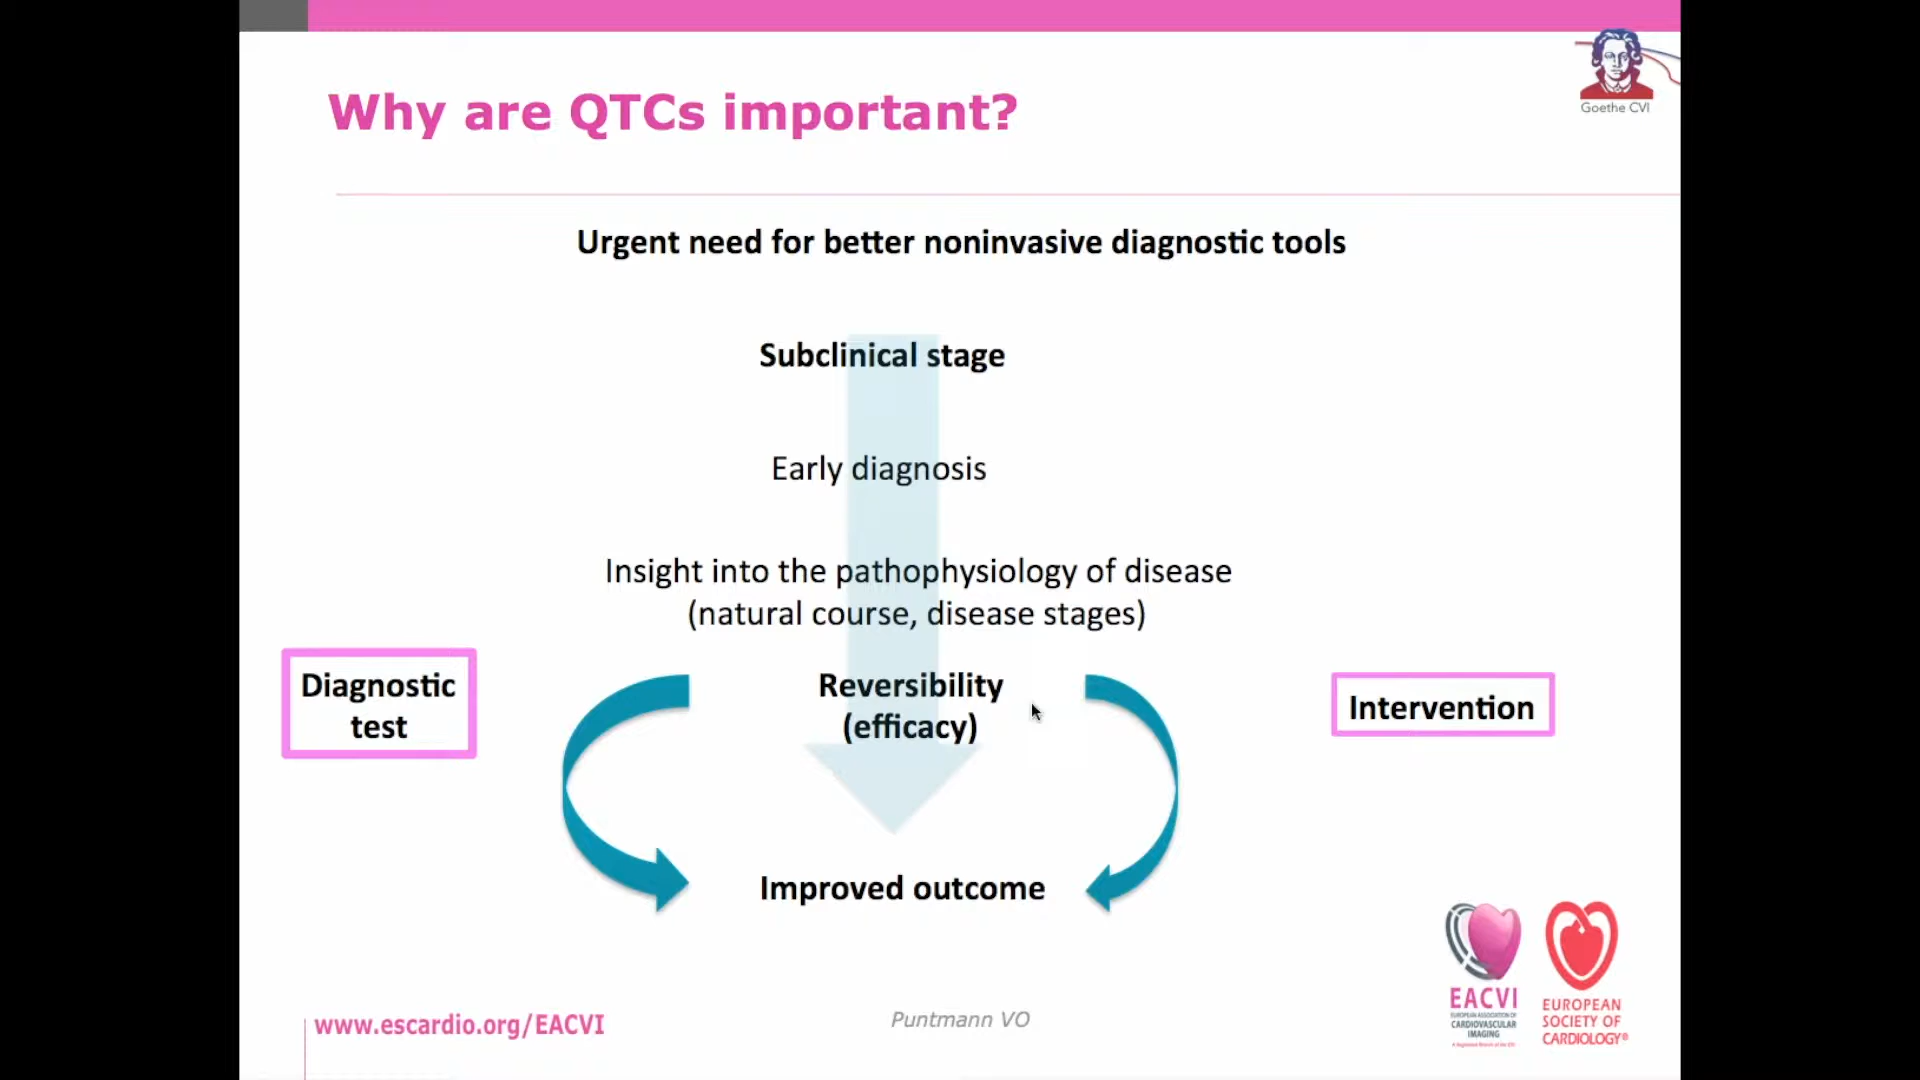 Why are QTCs important?
Goethe CVI
Urgent need for better noninvasive diagnostic tools
Subclinical stage
Early diagnosis
Insight into the pathophysiology of disease
(natural course, disease stages)
Diagnostic
test
Reversibility
(efficacy)
Intervention
Improved outcome
www.escardio.org/EACVI
Puntmann VO
EACVI
EUROPEAN ASSOCIATION OF
CARDIOVASCULAR
IMAGING
EUROPEAN
SOCIETY OF
CARDIOLOGY®